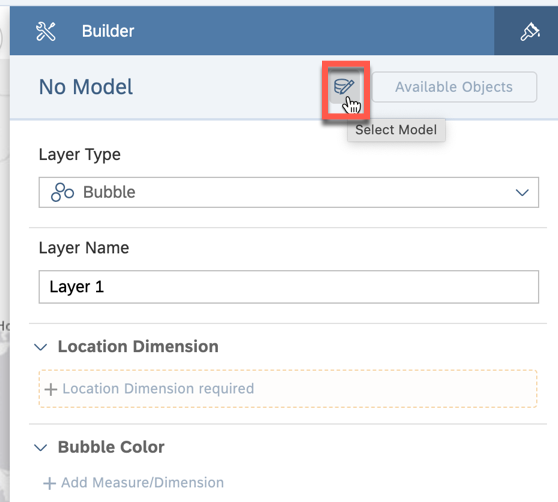 Builder
No Model
Available Objects
Select Model
Layer Type
Bubble
Layer Name
Layer 1
Location Dimension
+ Location Dimension required
Bubble Color
+ Add Measure/Dimension